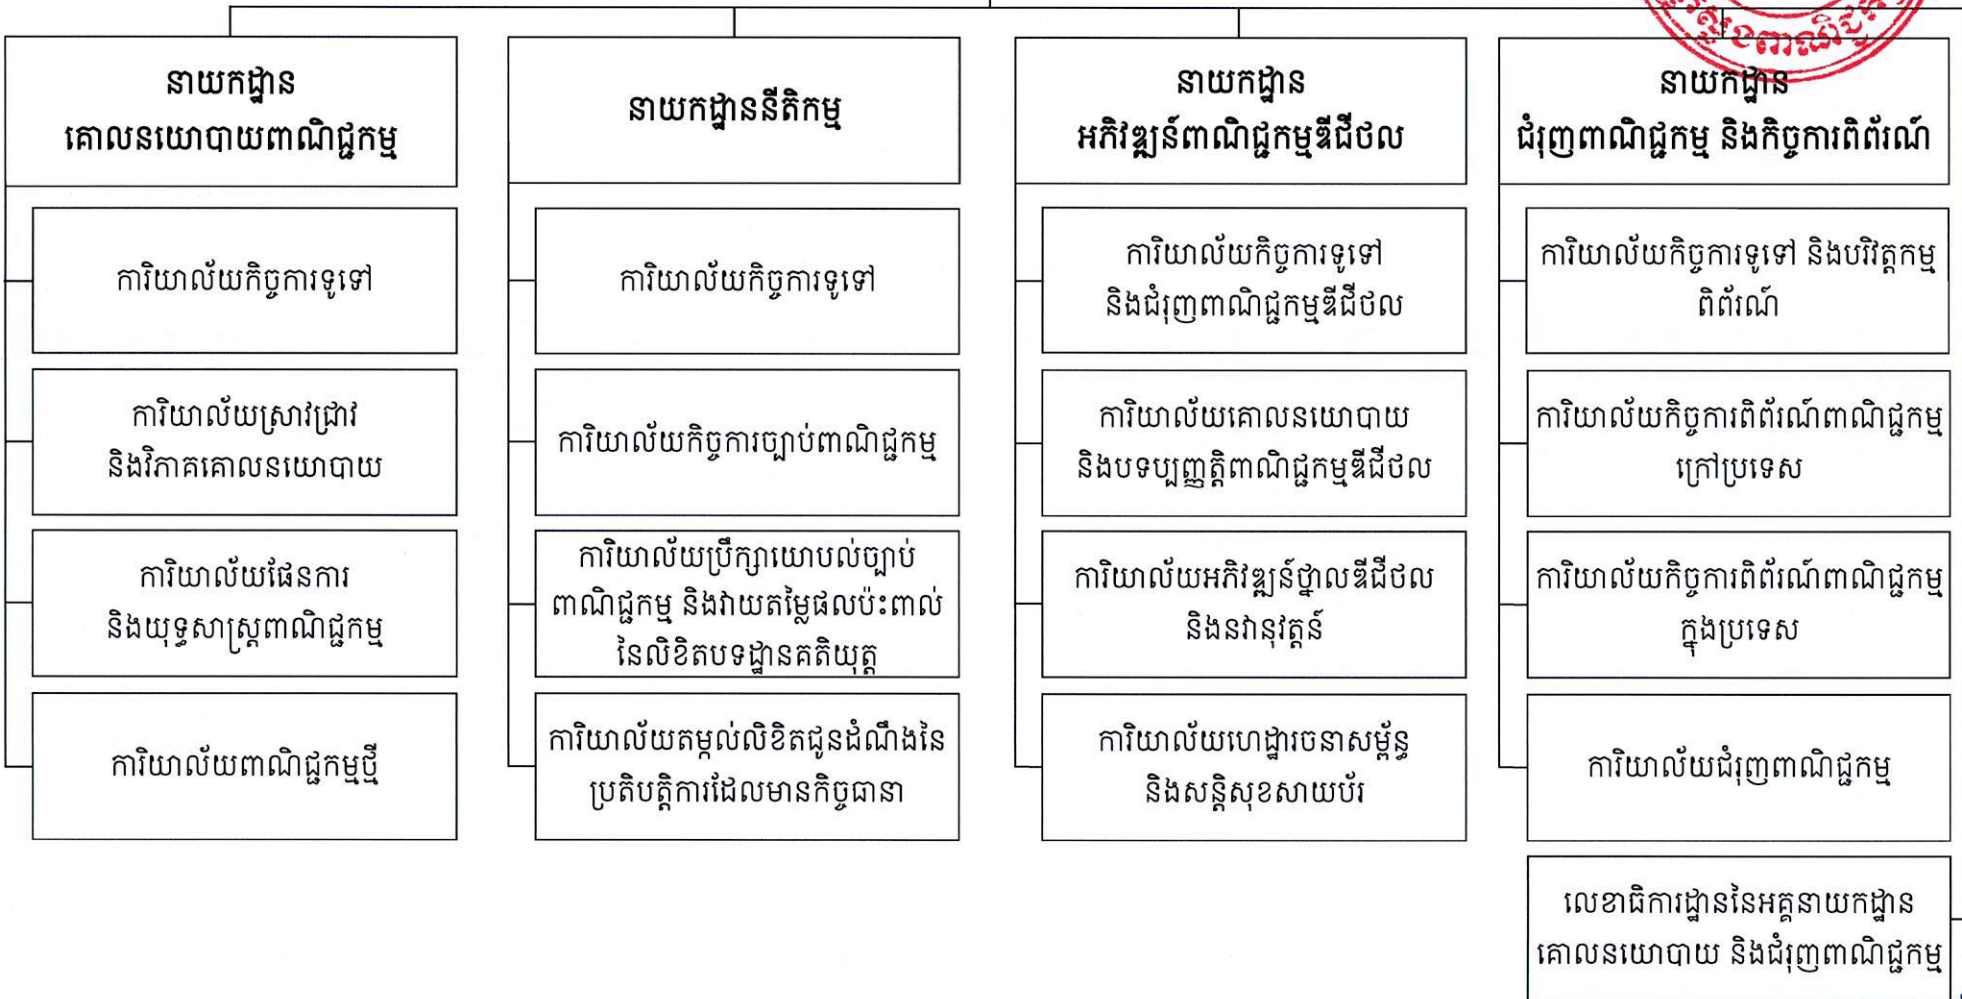 នាយកដ្ឋាន
គោលនយោបាយពាណិជ្ជកម្ម
ការិយាល័យកិច្ចការទូទៅ
ការិយាល័យស្រាវជ្រាវ
និងវិភាគគោលនយោបាយ
ការិយាល័យផែនការ
និងយុទ្ធសាស្ត្រពាណិជ្ជកម្ម
ការិយាល័យពាណិជ្ជកម្មថ្មី
នាយកដ្ឋាននីតិកម្ម
ការិយាល័យកិច្ចការទូទៅ
ការិយាល័យកិច្ចការច្បាប់ពាណិជ្ជកម្ម
ការិយាល័យប្រឹក្សាយោបល់ច្បាប់
ពាណិជ្ជកម្ម និងវាយតម្លៃផលប៉ះពាល់
នៃលិខិតបទដ្ឋានគតិយុត្ត
ការិយាល័យតម្កល់លិខិតជូនដំណឹងនៃ
ប្រតិបត្តិការដែលមានកិច្ចធានា
នាយកដ្ឋាន
អភិវឌ្ឍន៍ពាណិជ្ជកម្មឌីជីថល
ការិយាល័យកិច្ចការទូទៅ
និងជំរុញពាណិជ្ជកម្មឌីជីថល
ការិយាល័យគោលនយោបាយ
និងបទប្បញ្ញត្តិពាណិជ្ជកម្មឌីជីថល
ការិយាល័យអភិវឌ្ឍន៍ថ្នាលឌីជីថល
និងនវានុវត្តន៍
ការិយាល័យហេដ្ឋារចនាសម្ព័ន្ធ
និងសន្តិសុខសាយប័រ
នាយកដ្ឋាន
ជំរុញពាណិជ្ជកម្ម និងកិច្ចការពិព័រណ៍
ការិយាល័យកិច្ចការទូទៅ និងបរិវត្តកម្ម
ពិព័រណ៍
ការិយាល័យកិច្ចការពិព័រណ៍ពាណិជ្ជកម្ម
ក្រៅប្រទេស
ការិយាល័យកិច្ចការពិព័រណ៍ពាណិជ្ជកម្ម
ក្នុងប្រទេស
ការិយាល័យជំរុញពាណិជ្ជកម្ម
លេខាធិការដ្ឋាននៃអគ្គនាយកដ្ឋាន
គោលនយោបាយ និងជំរុញពាណិជ្ជកម្ម